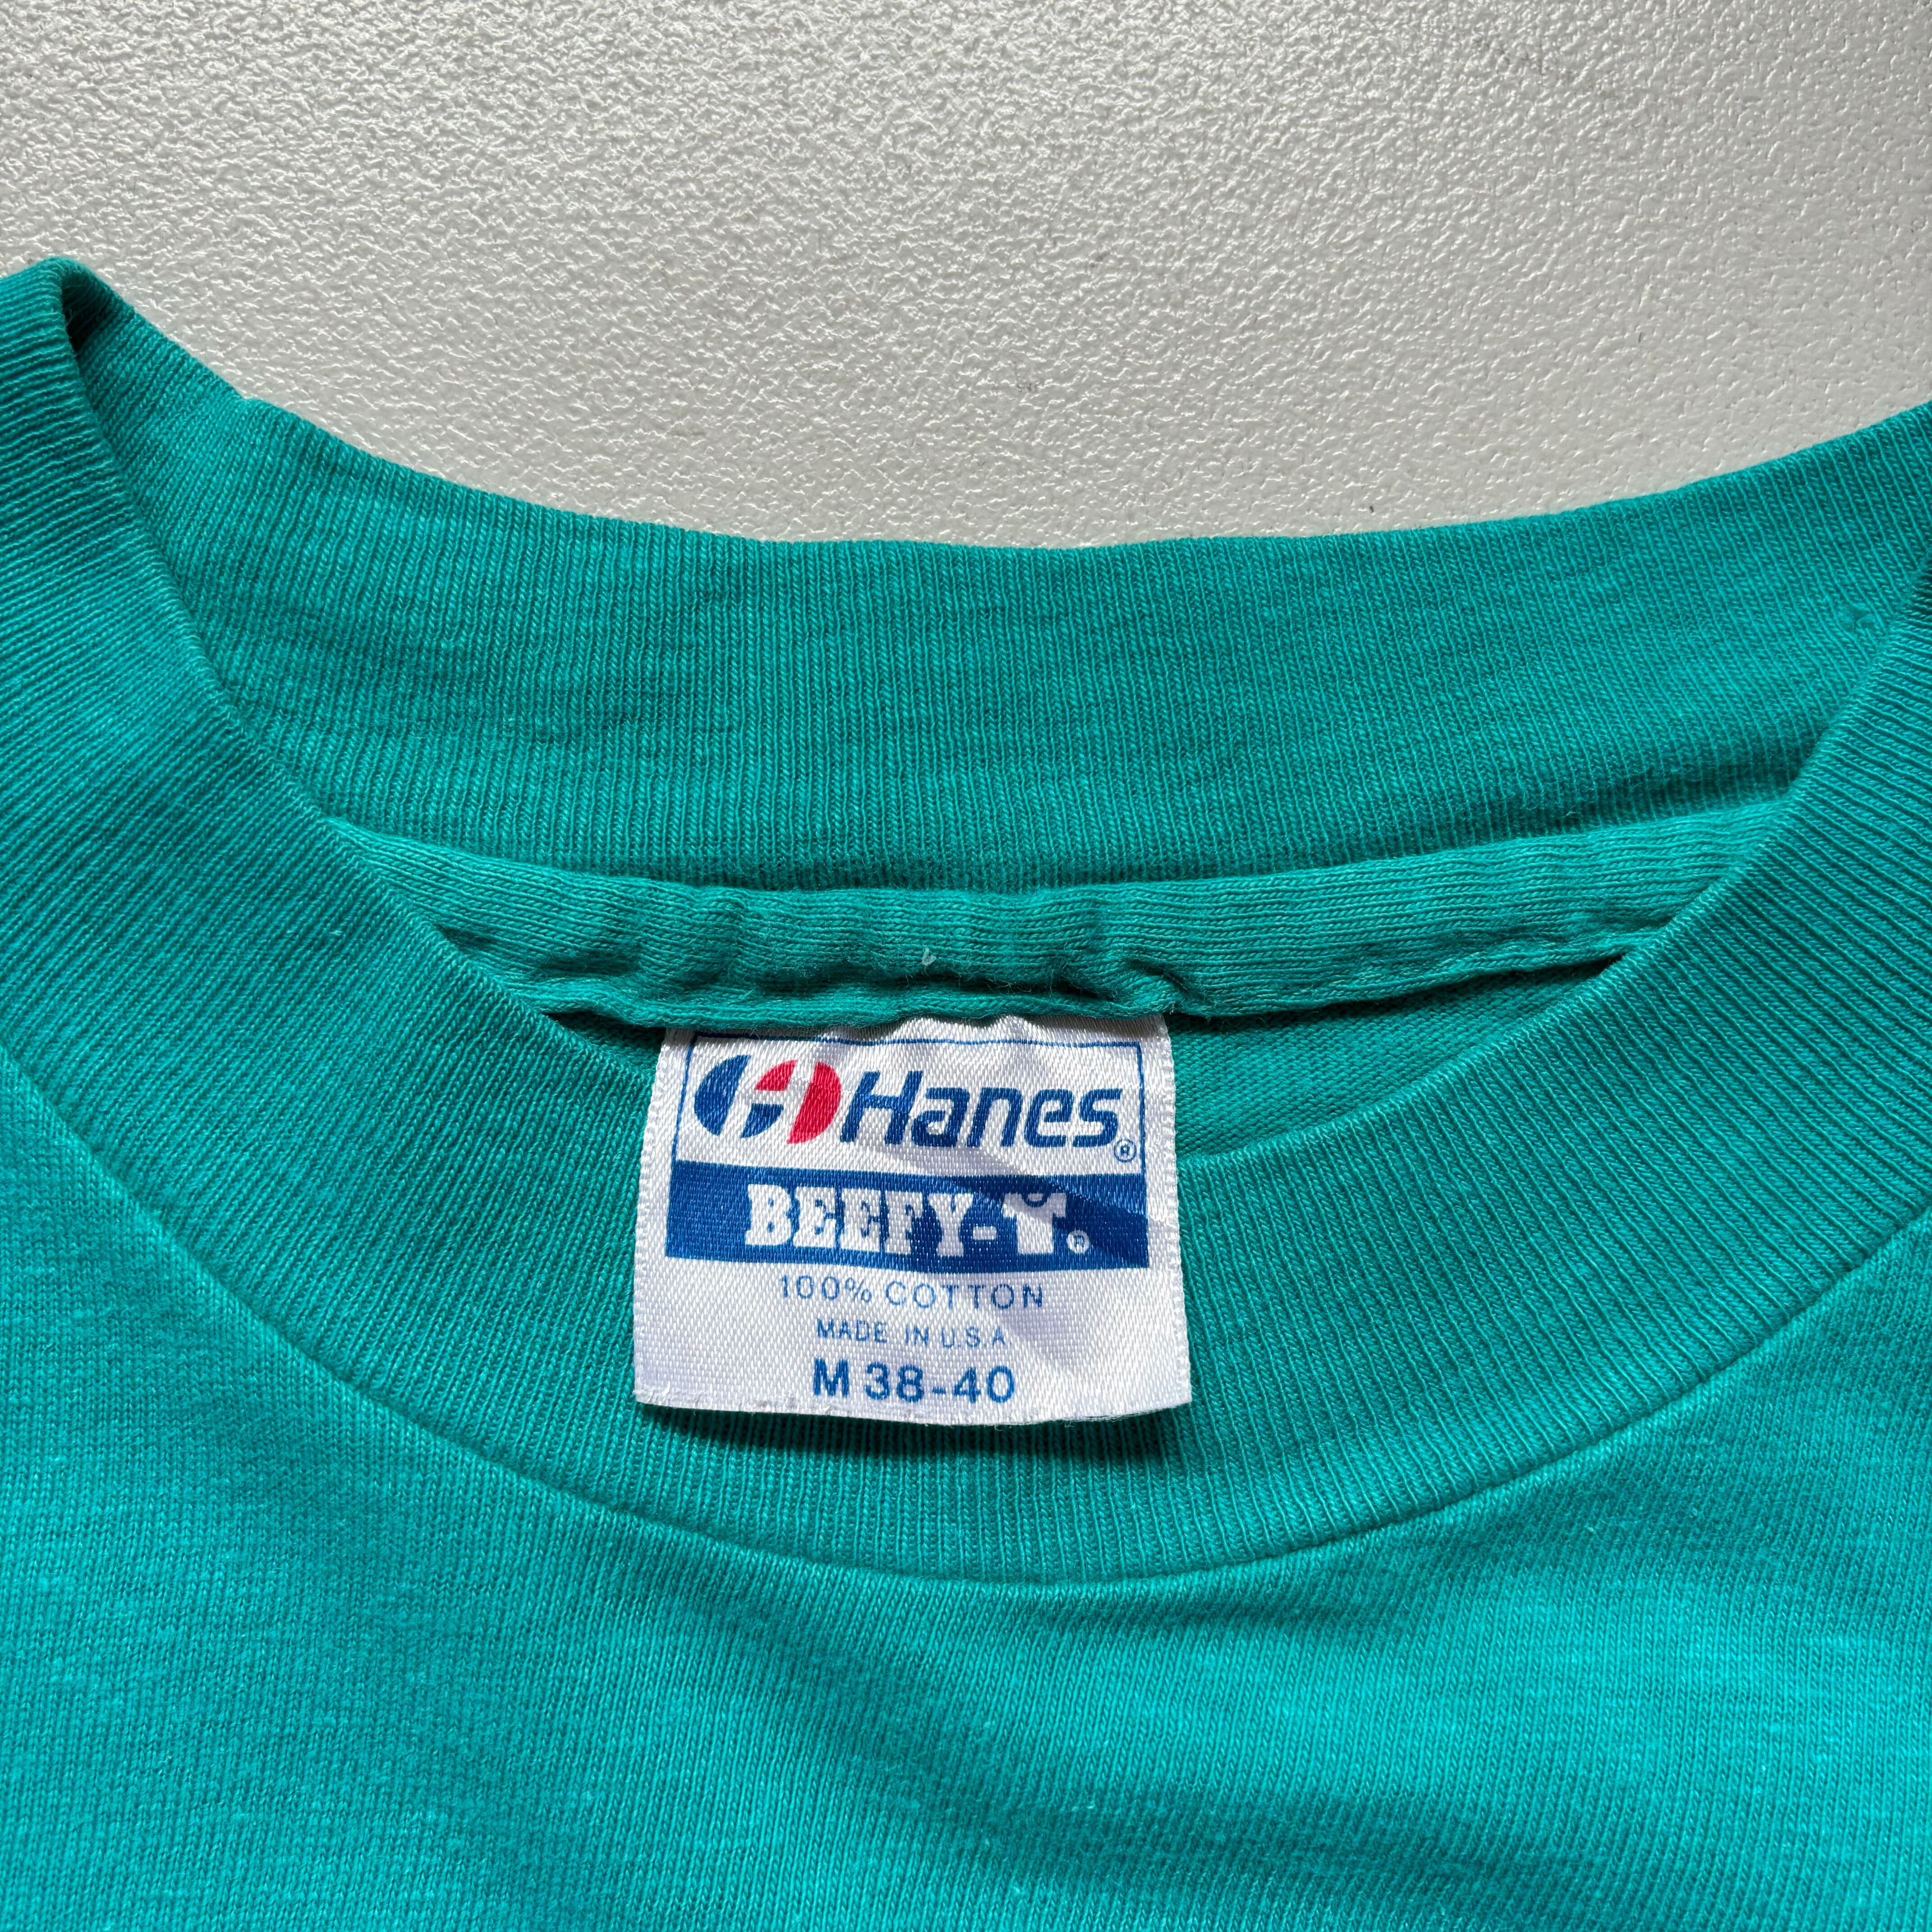 Hanes®
BEEFY-T®
100% COTTON
MADE IN U.S.A.
M 38-40